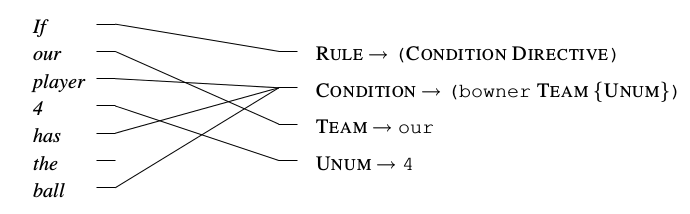 If
our
player
4
has
the
ball
RULE → (CONDITION DIRECTIVE)
CONDITION → (bowner TEAM {UNUM})
TEAM → our
UNUM → 4